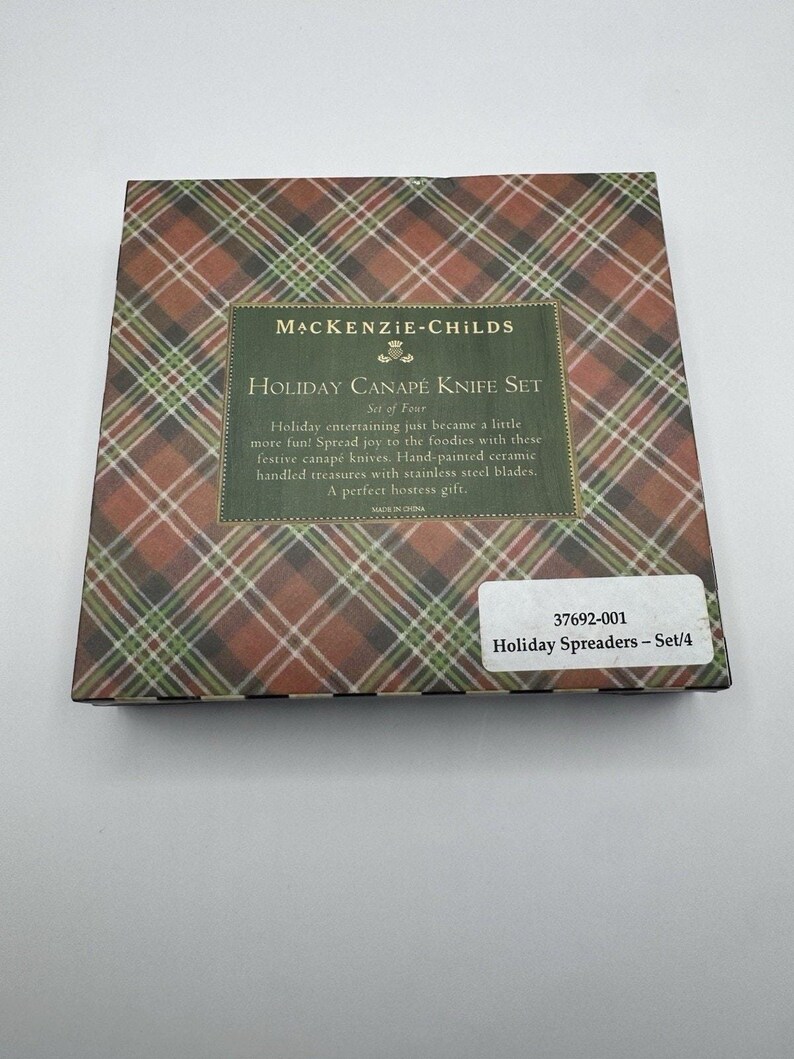 MacKenzie-Childs
Holiday Canapé Knife Set
Set of Four
Holiday entertaining just became a little
more fun! Spread joy to the foodies with these
festive canapé knives. Hand-painted ceramic
handled treasures with stainless steel blades.
A perfect hostess gift.
MADE IN CHINA
37692-001
Holiday Spreaders – Set/4